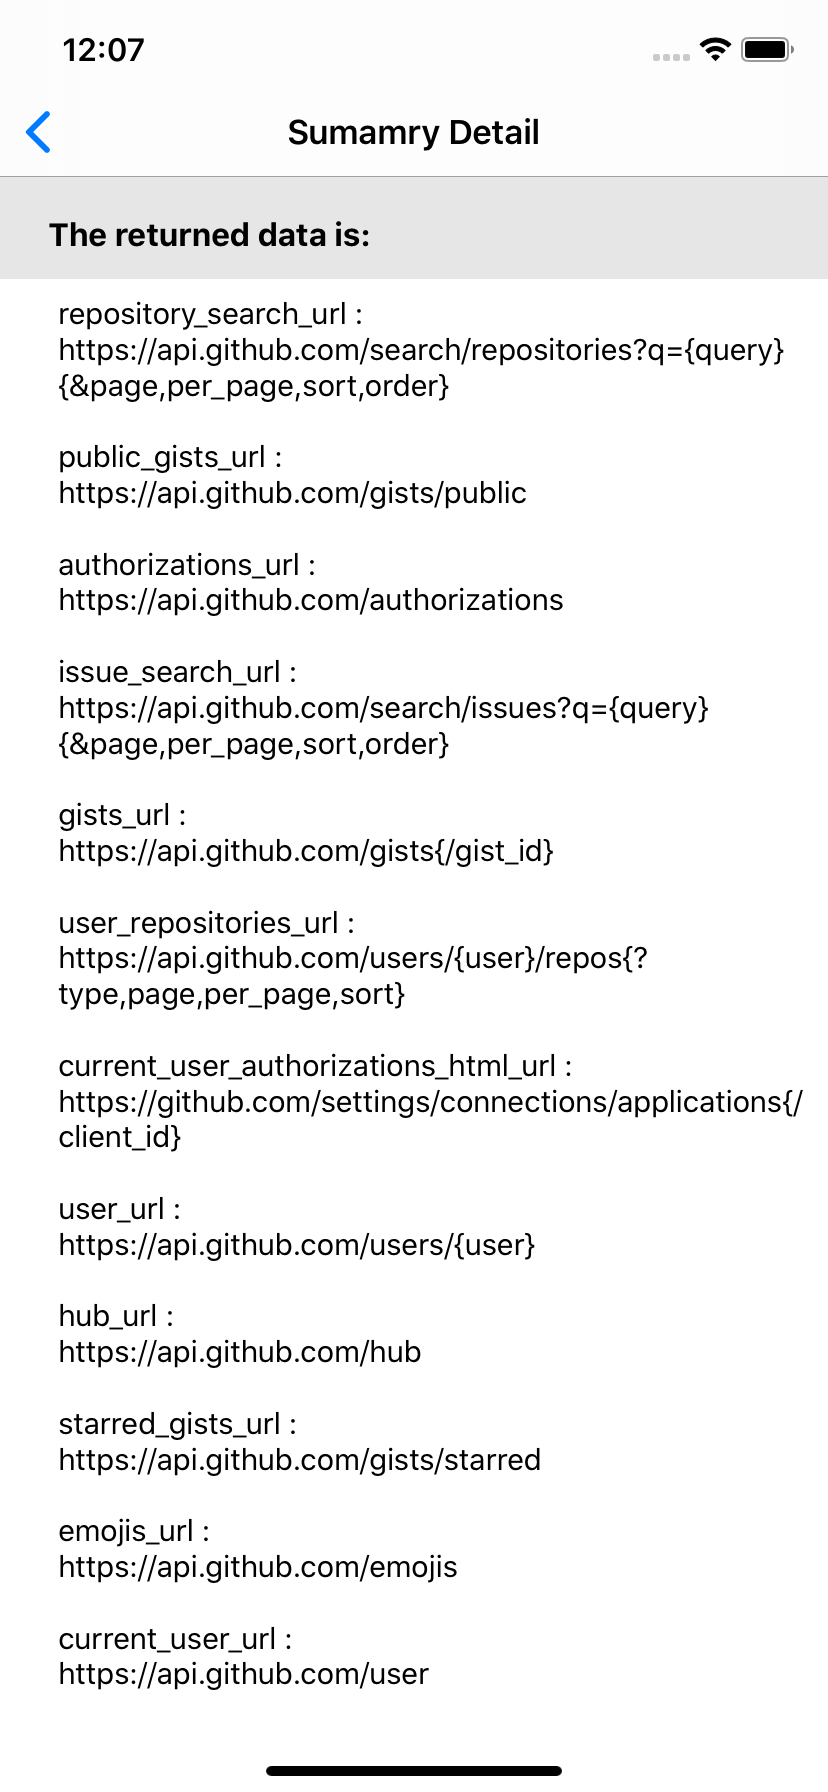 12:07
Sumamry Detail
The returned data is:
repository_search_url :
https://api.github.com/search/repositories?q={query}
{&page,per_page,sort,order}
public_gists_url :
https://api.github.com/gists/public
authorizations_url :
https://api.github.com/authorizations
issue_search_url :
https://api.github.com/search/issues?q={query}
{&page,per_page,sort,order}
gists_url :
https://api.github.com/gists{/gist_id}
user_repositories_url :
https://api.github.com/users/{user}/repos{?
type,page,per_page,sort}
current_user_authorizations_html_url :
https://github.com/settings/connections/applications{/
client_id}
user_url :
https://api.github.com/users/{user}
hub_url :
https://api.github.com/hub
starred_gists_url :
https://api.github.com/gists/starred
emojis_url :
https://api.github.com/emojis
current_user_url :
https://api.github.com/user